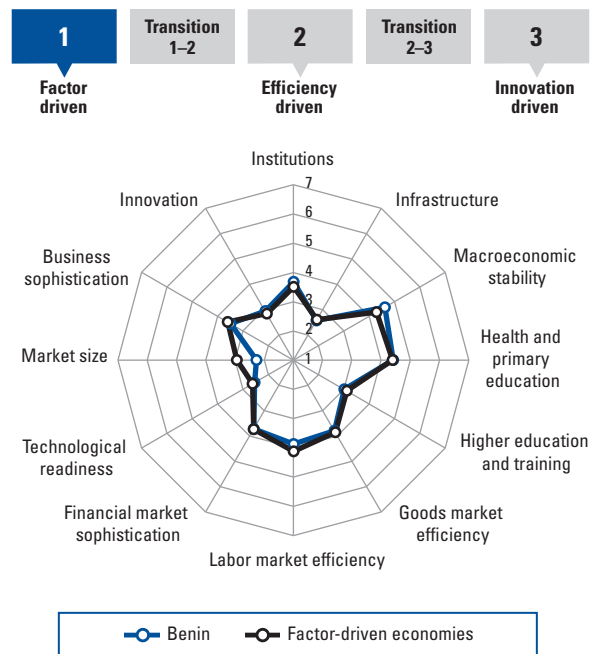 1
Transition
1–2
2
Transition
2–3
3
Factor
driven
Efficiency
driven
Innovation
driven
Institutions
Innovation
Infrastructure
Business
sophistication
Macroeconomic
stability
Market size
Health and
primary
education
Technological
readiness
Higher education
and training
Financial market
sophistication
Goods market
efficiency
Labor market efficiency
7
6
5
4
3
2
1
Benin
Factor-driven economies